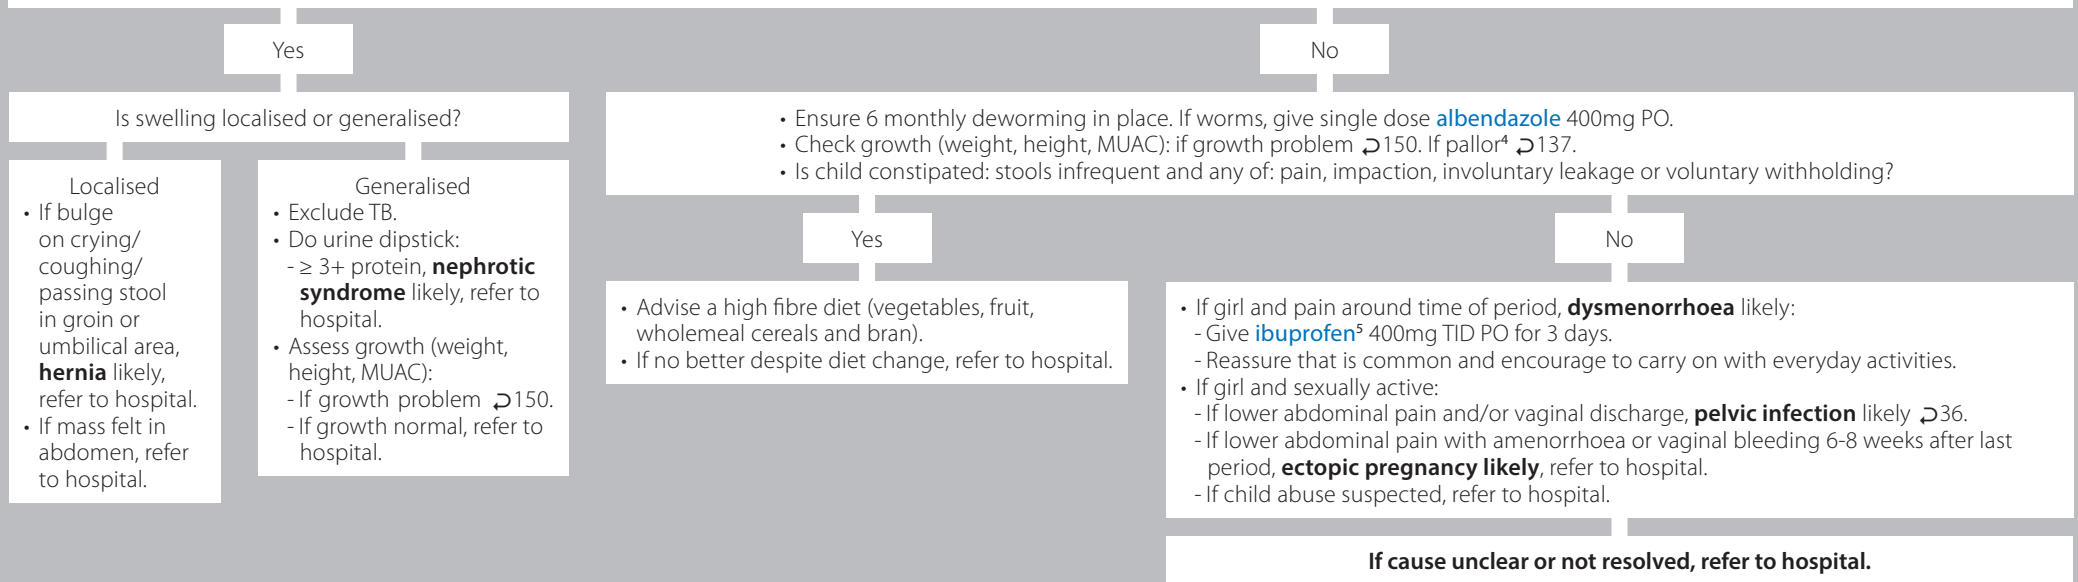 Yes
No
Is swelling localised or generalised?
• Ensure 6 monthly deworming in place. If worms, give single dose albendazole 400mg PO.
• Check growth (weight, height, MUAC): if growth problem ⮌150. If pallor⁴ ⮌137.
• Is child constipated: stools infrequent and any of: pain, impaction, involuntary leakage or voluntary withholding?
Localised
• If bulge
on crying/
coughing/
passing stool
in groin or
umbilical area,
hernia likely,
refer to hospital.
• If mass felt in
abdomen, refer
to hospital.
Generalised
• Exclude TB.
• Do urine dipstick:
- ≥ 3+ protein, nephrotic
syndrome likely, refer to
hospital.
• Assess growth (weight,
height, MUAC):
- If growth problem ⮌150.
- If growth normal, refer to
hospital.
Yes
No
• Advise a high fibre diet (vegetables, fruit,
wholemeal cereals and bran).
• If no better despite diet change, refer to hospital.
• If girl and pain around time of period, dysmenorrhoea likely:
- Give ibuprofen⁵ 400mg TID PO for 3 days.
- Reassure that is common and encourage to carry on with everyday activities.
• If girl and sexually active:
- If lower abdominal pain and/or vaginal discharge, pelvic infection likely ⮌36.
- If lower abdominal pain with amenorrhoea or vaginal bleeding 6-8 weeks after last
period, ectopic pregnancy likely, refer to hospital.
- If child abuse suspected, refer to hospital.
If cause unclear or not resolved, refer to hospital.